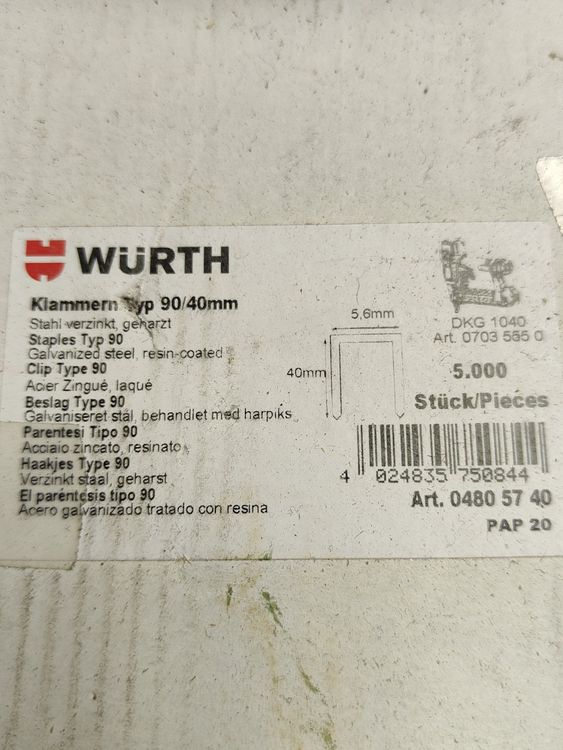 WÜRTH
Klammern Typ 90/40mm
Stahl verzinkt, geharzt
Staples Typ 90
Galvanized steel, resin-coated
Clip Type 90
Acier Zingué, laqué
Beslag Type 90
Galvaniseret stål, behandlet med harpiks
Parentesi Tipo 90
Acciaio zincato, resinato
Haakjes Type 90
Verzinkt staal, geharst
El paréntesis tipo 90
Acero galvanizado tratado con resina
5,6mm
40mm
DKG 1040
Art. 0703 555 0
5.000
Stück/Pieces
4 024835 750844
Art. 0480 57 40
PAP 20